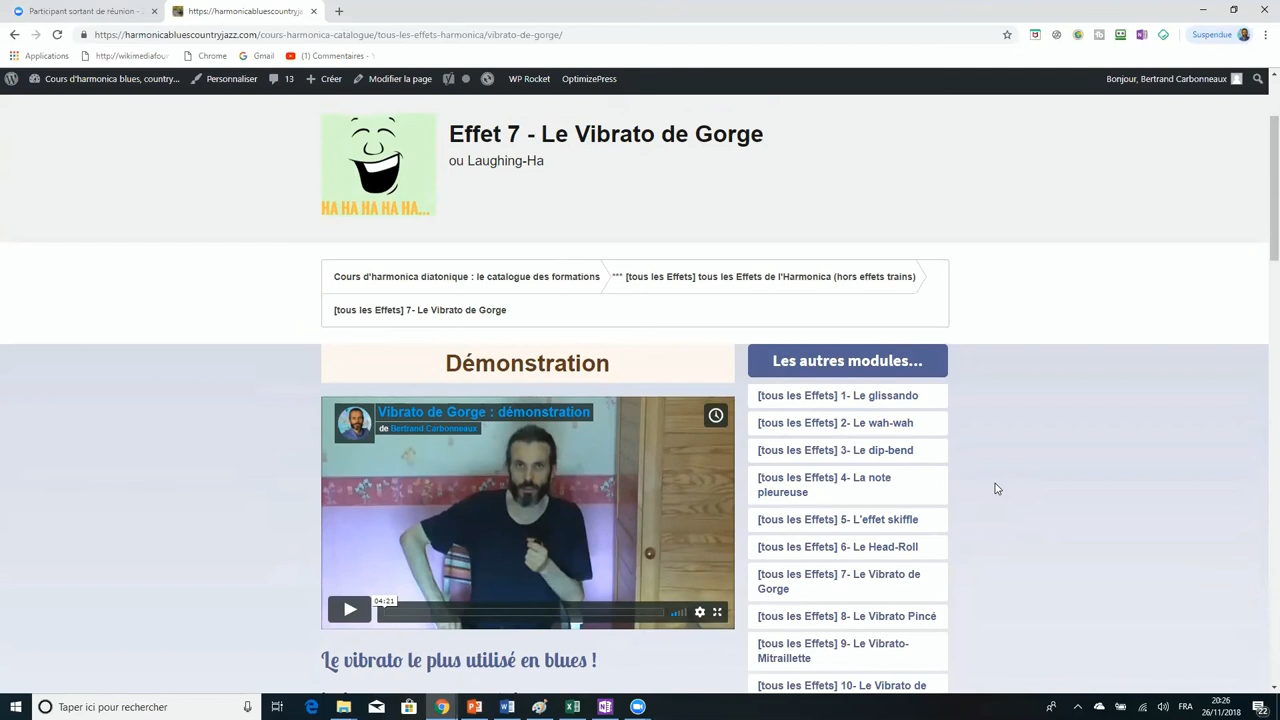 Participant sortant de réunion -
https://harmonicabluescountryja
https://harmonicabluescountryjazz.com/cours-harmonica-catalogue/tous-les-effets-harmonica/vibrato-de-gorge/
Suspendue
Applications
http://wikimediafou
Chrome
Gmail
(1) Commentaires -
Cours d'harmonica blues, country...
Personnaliser
13
Créer
Modifier la page
WP Rocket
OptimizePress
Bonjour, Bertrand Carbonneaux
Effet 7 - Le Vibrato de Gorge
ou Laughing-Ha
HA HA HA HA HA...
Cours d'harmonica diatonique : le catalogue des formations
*** [tous les Effets] tous les Effets de l'Harmonica (hors effets trains)
[tous les Effets] 7- Le Vibrato de Gorge
Démonstration
Vibrato de Gorge : démonstration
de Bertrand Carbonneaux
04:21
Le vibrato le plus utilisé en blues !
Les autres modules...
[tous les Effets] 1- Le glissando
[tous les Effets] 2- Le wah-wah
[tous les Effets] 3- Le dip-bend
[tous les Effets] 4- La note
pleureuse
[tous les Effets] 5- L'effet skiffle
[tous les Effets] 6- Le Head-Roll
[tous les Effets] 7- Le Vibrato de
Gorge
[tous les Effets] 8- Le Vibrato Pincé
[tous les Effets] 9- Le Vibrato-
Mitraillette
[tous les Effets] 10- Le Vibrato de
Taper ici pour rechercher
FRA
20:26
26/11/2018
22